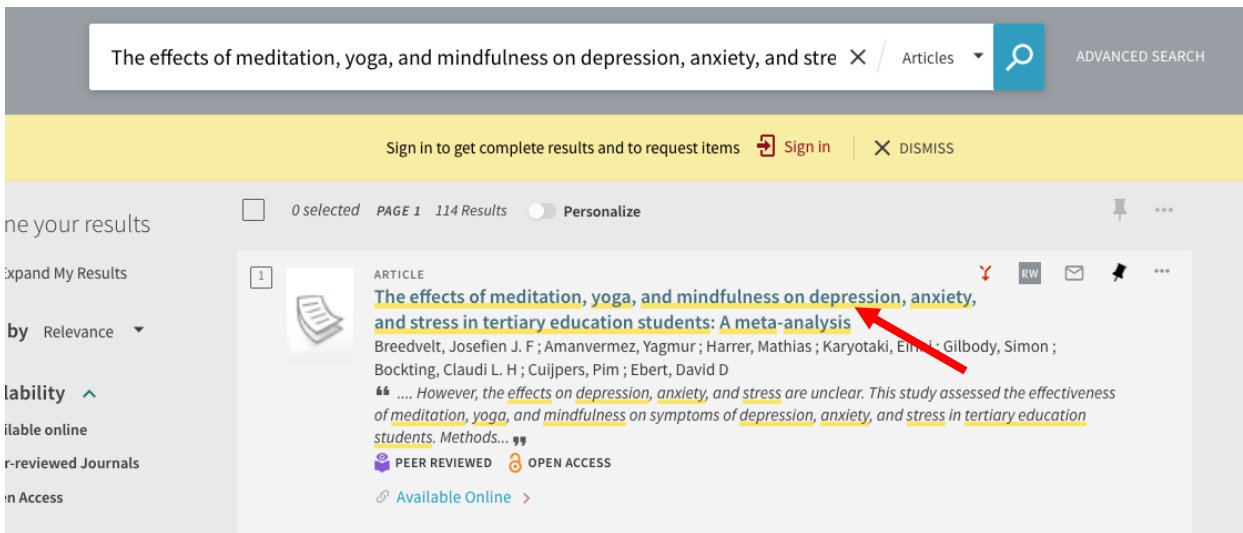 The effects of meditation, yoga, and mindfulness on depression, anxiety, and stre
Articles
ADVANCED SEARCH
Sign in to get complete results and to request items Sign in DISMISS
0 selected PAGE 1 114 Results Personalize
ne your results
Expand My Results
by Relevance
lability
ilable online
r-reviewed Journals
n Access
1
ARTICLE
RW
The effects of meditation, yoga, and mindfulness on depression, anxiety,
and stress in tertiary education students: A meta-analysis
Breedvelt, Josefien J. F ; Amanvermez, Yagmur ; Harrer, Mathias ; Karyotaki, Eirini ; Gilbody, Simon ;
Bockting, Claudi L. H ; Cuijpers, Pim ; Ebert, David D
“ .... However, the effects on depression, anxiety, and stress are unclear. This study assessed the effectiveness
of meditation, yoga, and mindfulness on symptoms of depression, anxiety, and stress in tertiary education
students. Methods... ”
PEER REVIEWED OPEN ACCESS
Available Online